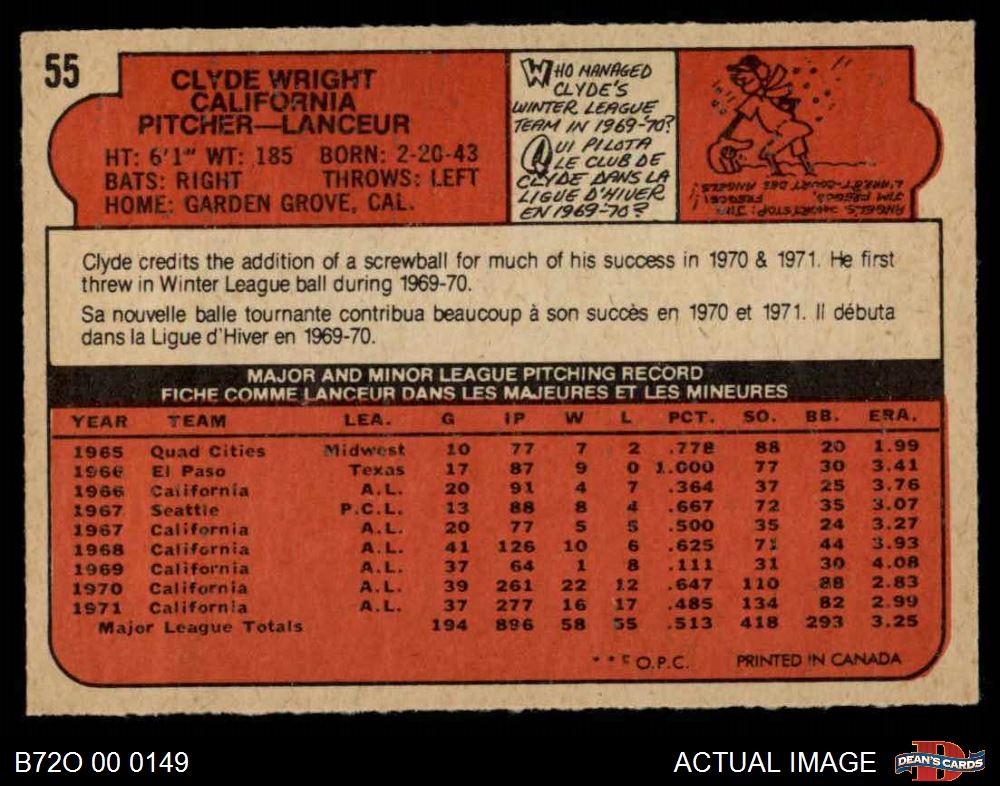 55
CLYDE WRIGHT
CALIFORNIA
PITCHER—LANCEUR
HT: 6'1" WT: 185 BORN: 2-20-43
BATS: RIGHT THROWS: LEFT
HOME: GARDEN GROVE, CAL.
WHO MANAGED
CLYDE'S
WINTER LEAGUE
TEAM IN 1969-'70?
QUI PILOTA
LE CLUB DE
CLYDE DANS LA
LIGUE D'HIVER
EN 1969-'70?
ANGEL'S SHORTSTOP: JIM
JIM FREGOSI
L'ARRET-COURT DES ANGELS
Clyde credits the addition of a screwball for much of his success in 1970 & 1971. He first
threw in Winter League ball during 1969-70.
Sa nouvelle balle tournante contribua beaucoup à son succès en 1970 et 1971. Il débuta
dans la Ligue d'Hiver en 1969-70.
MAJOR AND MINOR LEAGUE PITCHING RECORD
FICHE COMME LANCEUR DANS LES MAJEURES ET LES MINEURES
YEAR TEAM LEA. G IP W L PCT. SO. BB. ERA.
1965 Quad Cities Midwest 10 77 7 2 .778 88 20 1.99
1966 El Paso Texas 17 87 9 0 1.000 77 30 3.41
1966 California A.L. 20 91 4 7 .364 37 25 3.76
1967 Seattle P.C.L. 13 88 8 4 .667 72 35 3.07
1967 California A.L. 20 77 5 5 .500 35 24 3.27
1968 California A.L. 41 126 10 6 .625 71 44 3.93
1969 California A.L. 37 64 1 8 .111 31 30 4.08
1970 California A.L. 39 261 22 12 .647 110 88 2.83
1971 California A.L. 37 277 16 17 .485 134 82 2.99
Major League Totals 194 896 58 55 .513 418 293 3.25
O.P.C. PRINTED IN CANADA
B72O 00 0149
ACTUAL IMAGE
DEAN'S CARDS